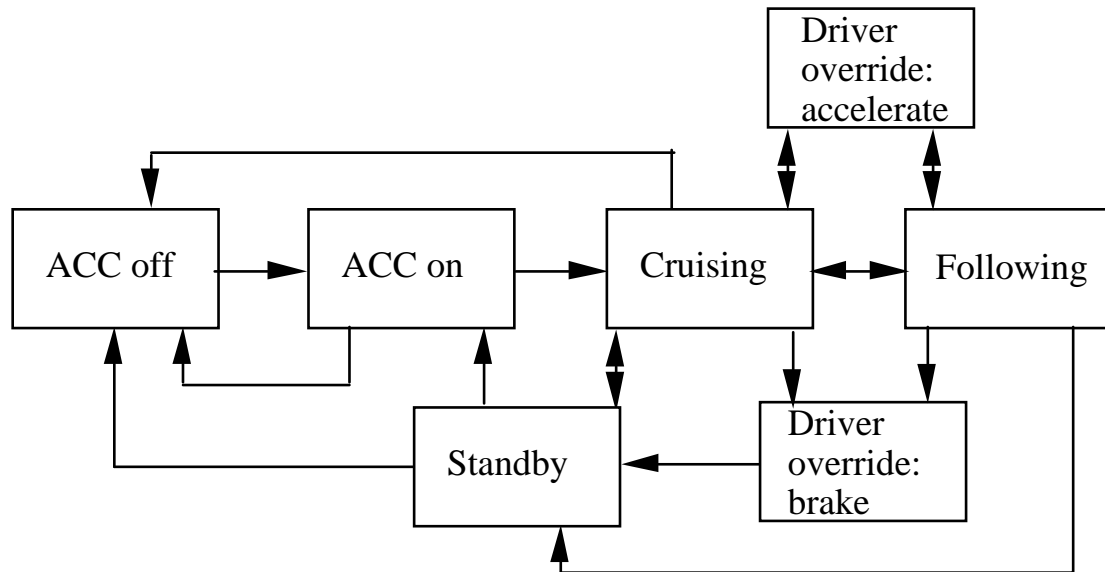 Driver
override:
accelerate
ACC off
ACC on
Cruising
Following
Standby
Driver
override:
brake